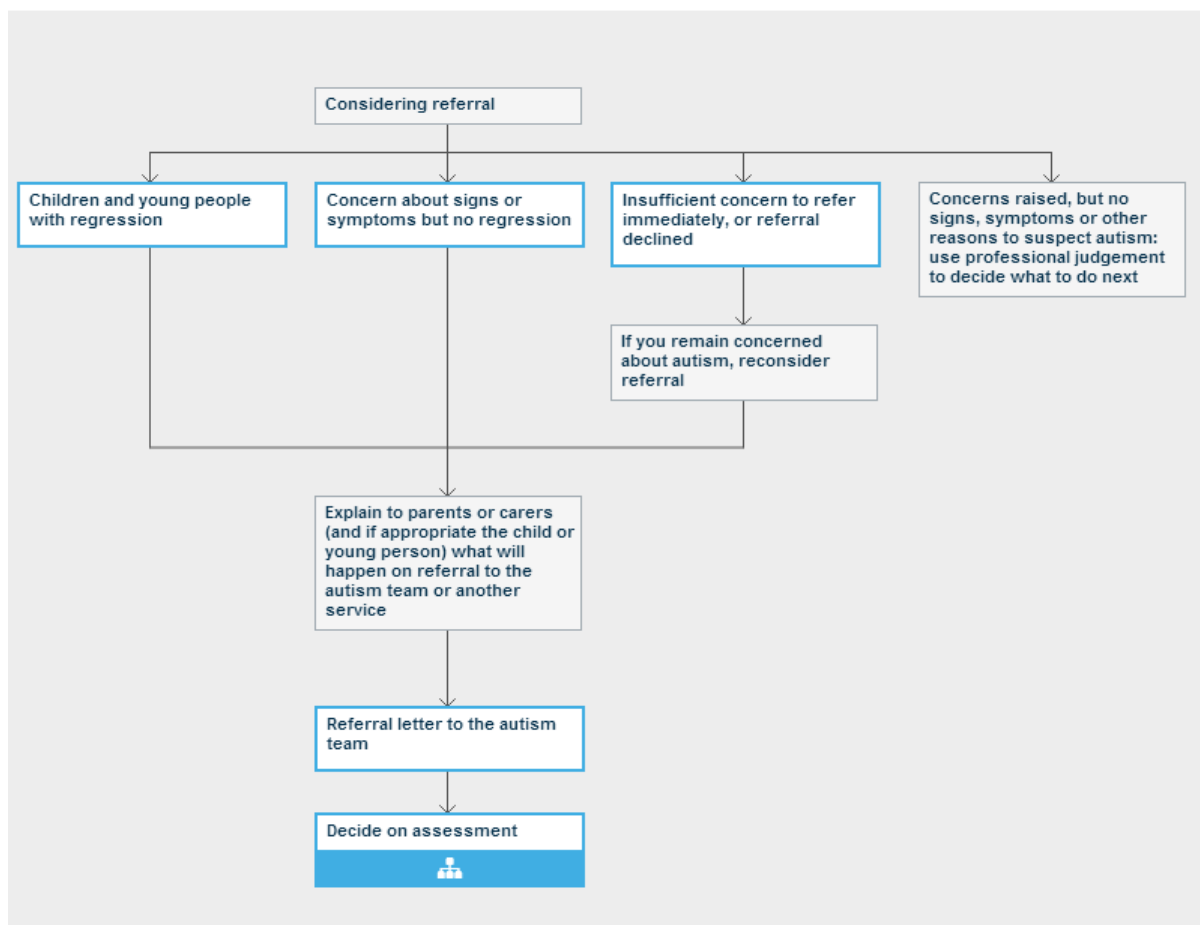 Considering referral
Children and young people
with regression
Concern about signs or
symptoms but no regression
Insufficient concern to refer
immediately, or referral
declined
Concerns raised, but no
signs, symptoms or other
reasons to suspect autism:
use professional judgement
to decide what to do next
If you remain concerned
about autism, reconsider
referral
Explain to parents or carers
(and if appropriate the child or
young person) what will
happen on referral to the
autism team or another
service
Referral letter to the autism
team
Decide on assessment